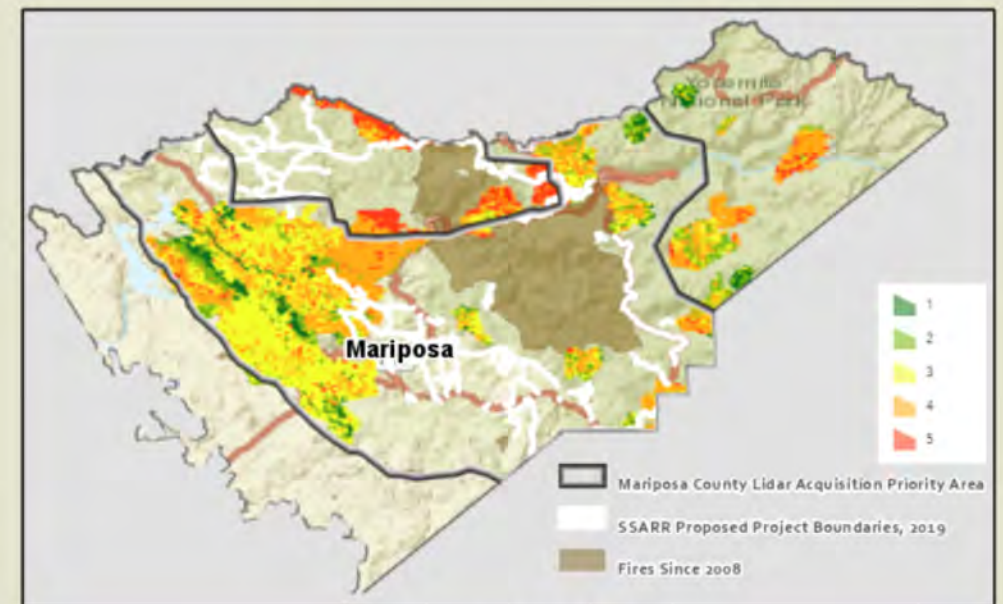 Yosemite
National Park
Mariposa
1
2
3
4
5
Mariposa County Lidar Acquisition Priority Area
SSARR Proposed Project Boundaries, 2019
Fires Since 2008